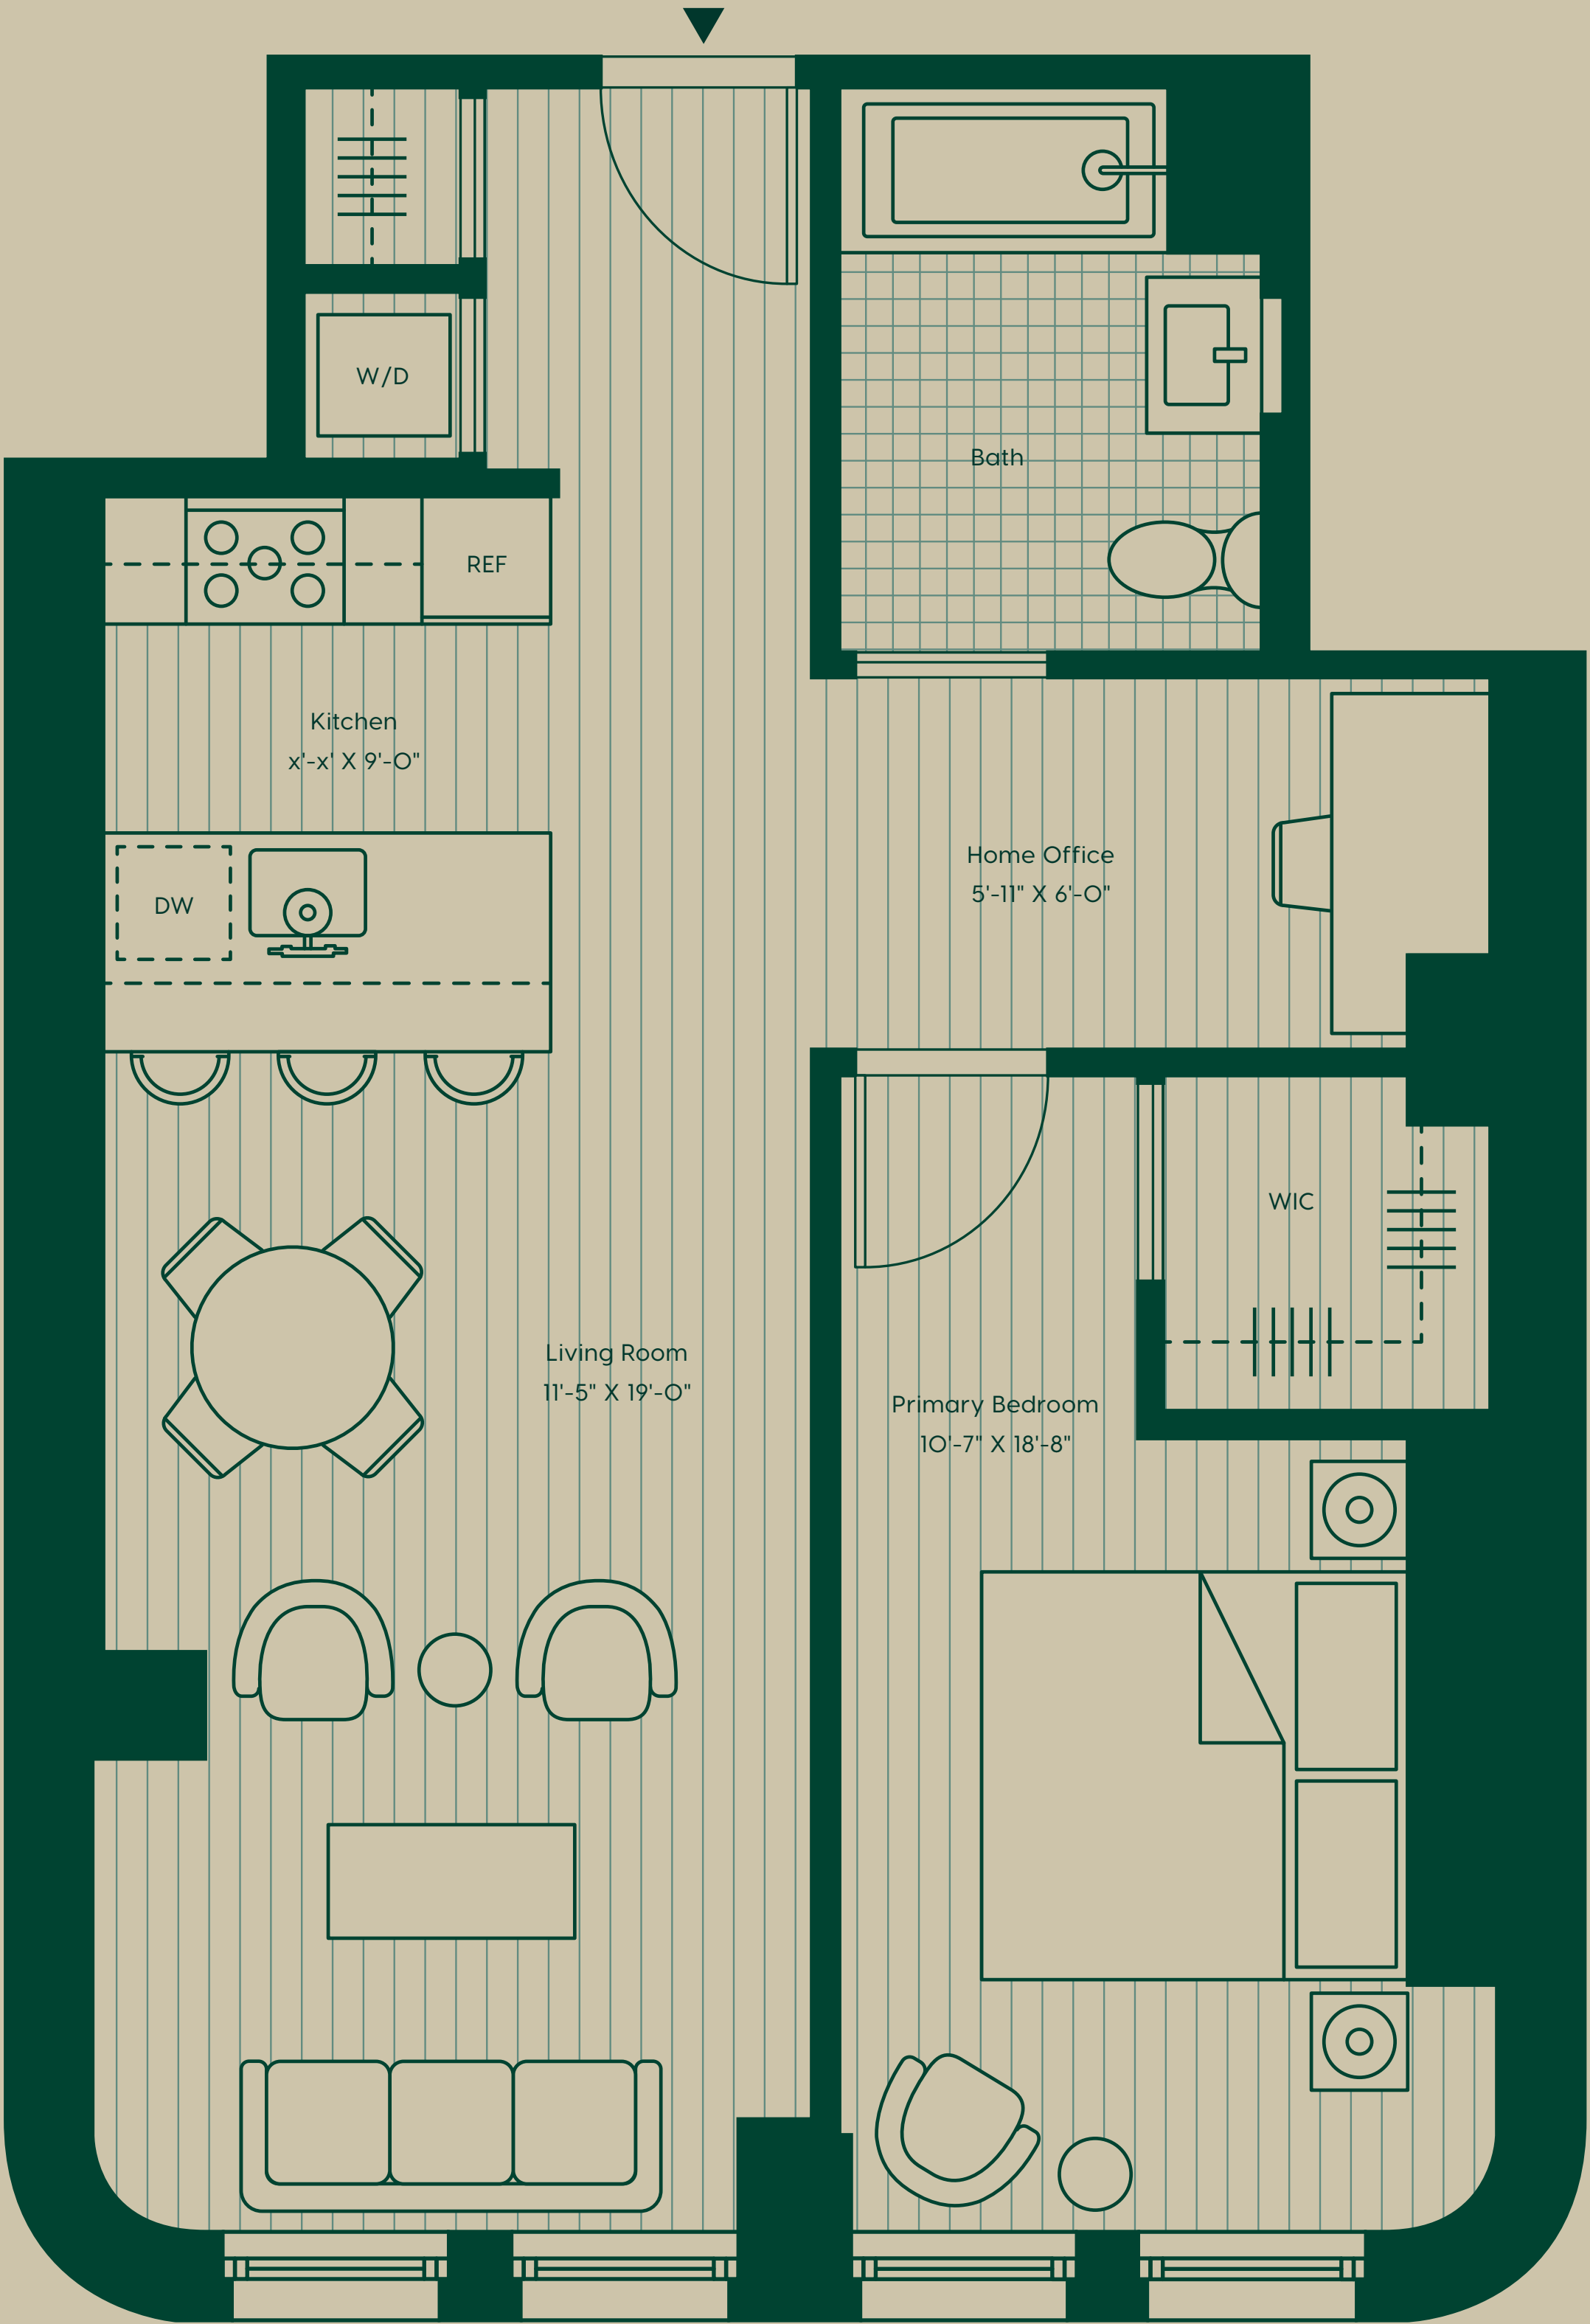 W/D
Bath
REF
Kitchen
x'-x' X 9'-0"
Home Office
5'-11" X 6'-0"
DW
WIC
Living Room
11'-5" X 19'-0"
Primary Bedroom
10'-7" X 18'-8"